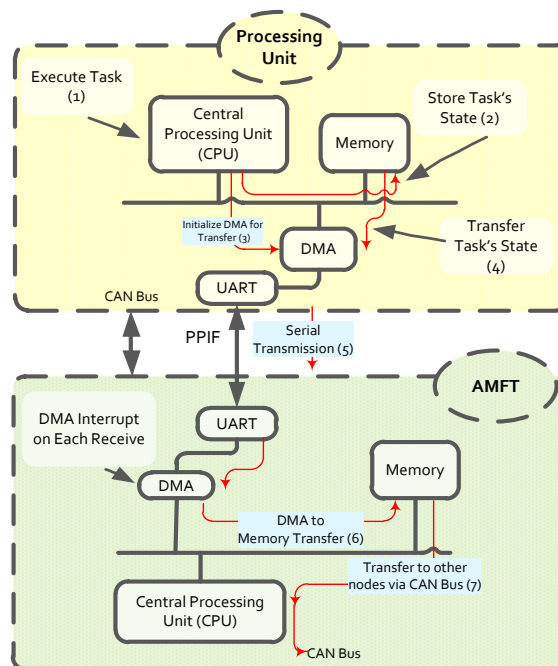 Processing
Unit
Execute Task
(1)
Central
Processing Unit
(CPU)
Memory
Store Task's
State (2)
Initialize DMA for
Transfer (3)
DMA
Transfer
Task's State
(4)
UART
CAN Bus
PPIF
Serial
Transmission (5)
AMFT
DMA Interrupt
on Each Receive
UART
DMA
Memory
DMA to
Memory Transfer (6)
Transfer to other
nodes via CAN Bus (7)
Central Processing
Unit (CPU)
CAN Bus